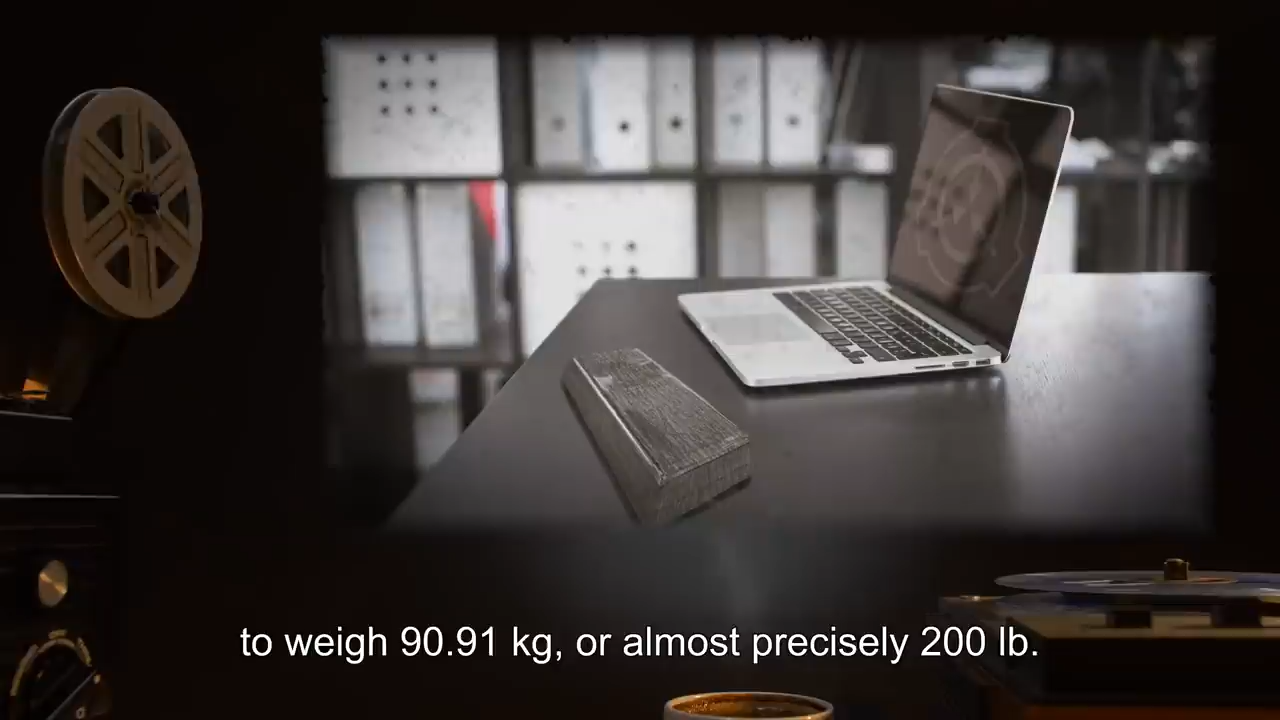 to weigh 90.91 kg, or almost precisely 200 lb.